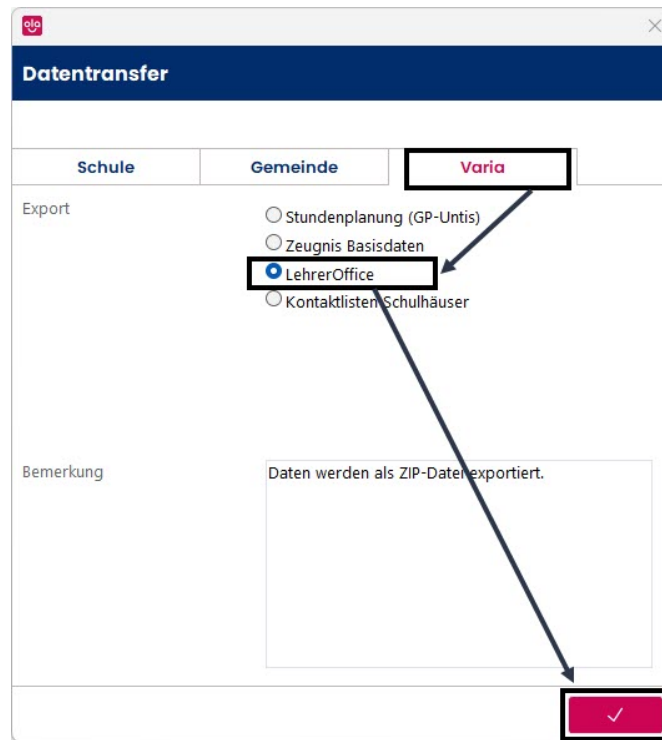 olo
Datentransfer
Schule Gemeinde Varia
Export
Stundenplanung (GP-Untis)
Zeugnis Basisdaten
LehrerOffice
Kontaktlisten Schulhäuser
Bemerkung
Daten werden als ZIP-Datei exportiert.